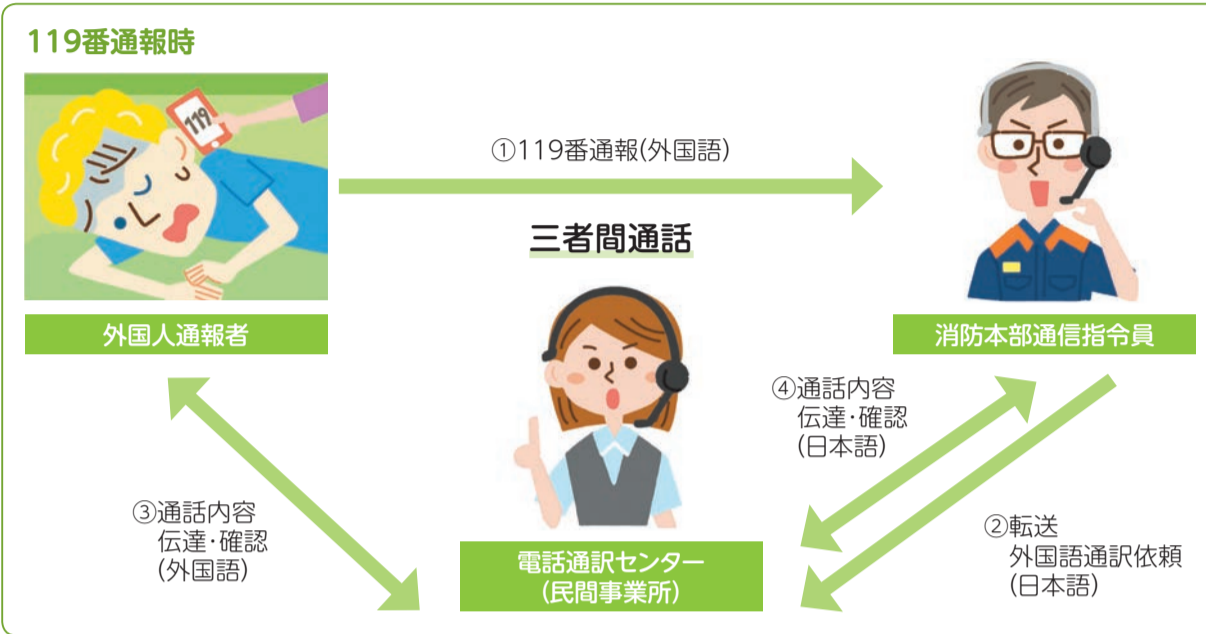 119番通報時
119
①119番通報(外国語)
三者間通話
外国人通報者
消防本部通信指令員
④通話内容
伝達・確認
(日本語)
③通話内容
伝達・確認
(外国語)
②転送
外国語通訳依頼
(日本語)
電話通訳センター
(民間事業所)